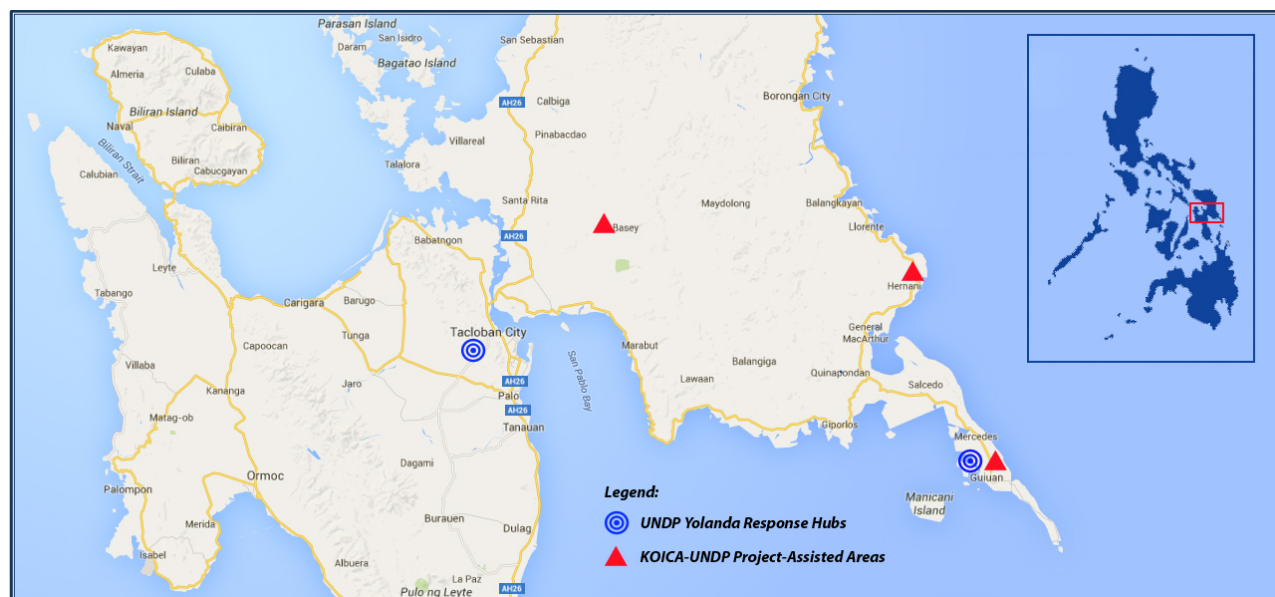 Parasan Island
Daram
San Isidro
Bagatao Island
San Sebastian
Kawayan
Almeria
Culaba
Biliran Island
Naval
Caibiran
Biliran
Cabucgayan
Biliran Strait
Calubian
AH26
Calbiga
Borongan City
Pinabacdao
Villareal
Talalora
Santa Rita
Maydolong
Balangkayan
Llorente
AH26
Basey
Babatngon
Leyte
Tabango
Carigara
Barugo
Hernani
Tunga
Tacloban City
Capoocan
San Pablo Bay
Marabut
General
MacArthur
Balangiga
Quinapondan
Villaba
Kananga
Jaro
AH26
Palo
Lawaan
Salcedo
Matag-ob
AH26
Tanauan
Giporlos
Mercedes
Dagami
Guiuan
Ormoc
Palompon
Manicani
Island
Merida
Burauen
Dulag
Isabel
Albuera
La Paz
Pulo ng Leyte
AH26
Legend:
UNDP Yolanda Response Hubs
KOICA-UNDP Project-Assisted Areas